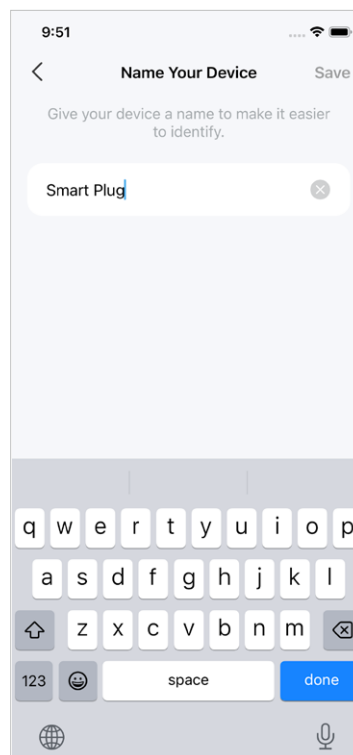 9:51
Name Your Device Save
Give your device a name to make it easier
to identify.
Smart Plug
q w e r t y u i o p
a s d f g h j k l
z x c v b n m
123 space done